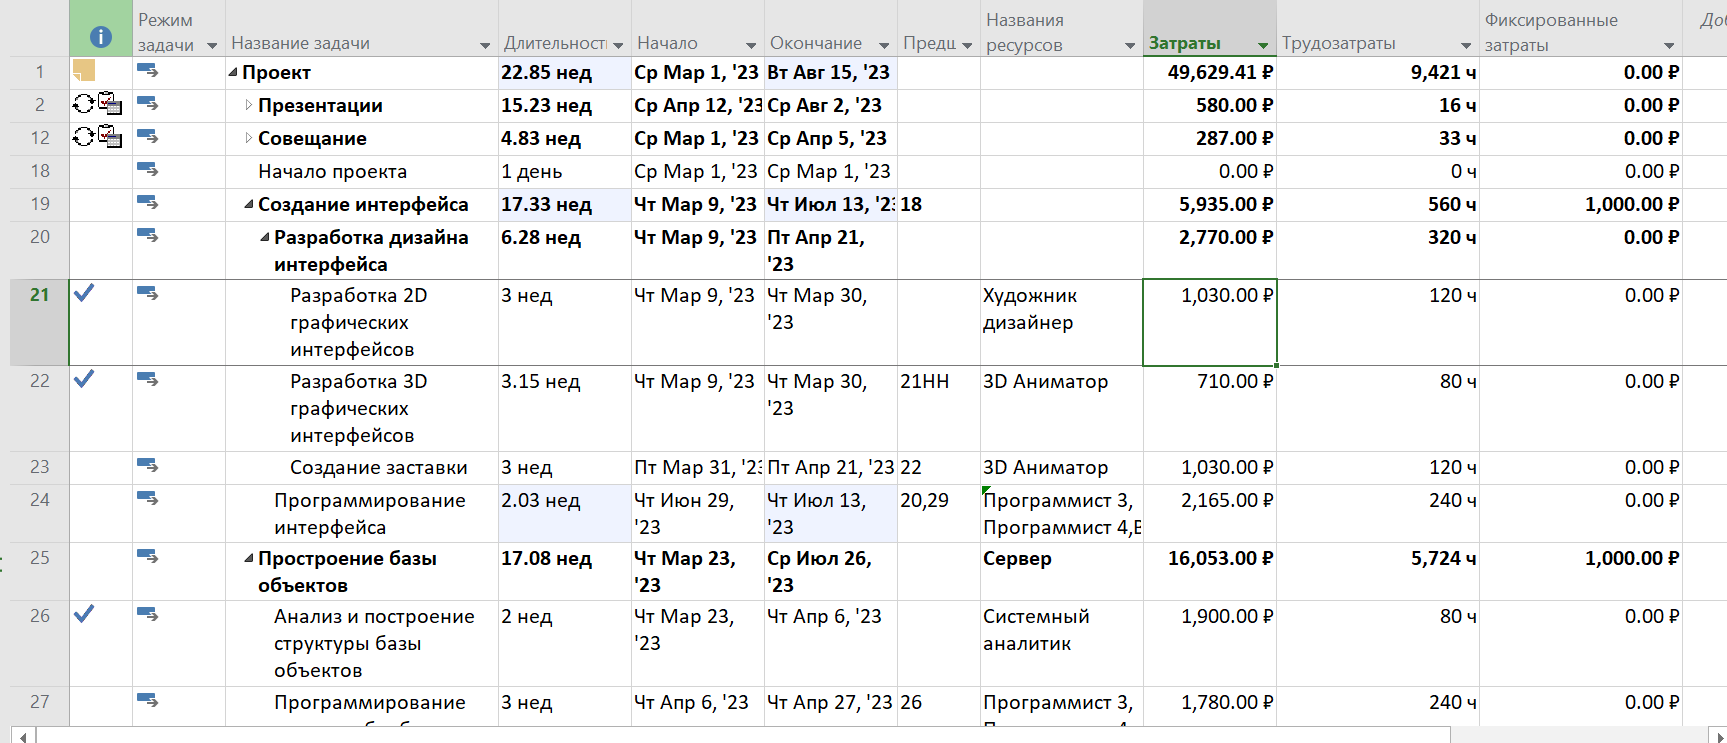 Режим задачи Название задачи Длительност Начало Окончание Предш Названия ресурсов Затраты Трудозатраты Фиксированные затраты Доб
1 Проект 22.85 нед Ср Мар 1, '23 Вт Авг 15, '23 49,629.41 ₽ 9,421 ч 0.00 ₽
2 Презентации 15.23 нед Ср Апр 12, '23 Ср Авг 2, '23 580.00 ₽ 16 ч 0.00 ₽
12 Совещание 4.83 нед Ср Мар 1, '23 Ср Апр 5, '23 287.00 ₽ 33 ч 0.00 ₽
18 Начало проекта 1 день Ср Мар 1, '23 Ср Мар 1, '23 0.00 ₽ 0 ч 0.00 ₽
19 Создание интерфейса 17.33 нед Чт Мар 9, '23 Чт Июл 13, '23 18 5,935.00 ₽ 560 ч 1,000.00 ₽
20 Разработка дизайна интерфейса 6.28 нед Чт Мар 9, '23 Пт Апр 21, '23 2,770.00 ₽ 320 ч 0.00 ₽
21 Разработка 2D графических интерфейсов 3 нед Чт Мар 9, '23 Чт Мар 30, '23 Художник дизайнер 1,030.00 ₽ 120 ч 0.00 ₽
22 Разработка 3D графических интерфейсов 3.15 нед Чт Мар 9, '23 Чт Мар 30, '23 21НН 3D Аниматор 710.00 ₽ 80 ч 0.00 ₽
23 Создание заставки 3 нед Пт Мар 31, '23 Пт Апр 21, '23 22 3D Аниматор 1,030.00 ₽ 120 ч 0.00 ₽
24 Программирование интерфейса 2.03 нед Чт Июн 29, '23 Чт Июл 13, '23 20,29 Программист 3, Программист 4,В 2,165.00 ₽ 240 ч 0.00 ₽
25 Простроение базы объектов 17.08 нед Чт Мар 23, '23 Ср Июл 26, '23 Сервер 16,053.00 ₽ 5,724 ч 1,000.00 ₽
26 Анализ и построение структуры базы объектов 2 нед Чт Мар 23, '23 Чт Апр 6, '23 Системный аналитик 1,900.00 ₽ 80 ч 0.00 ₽
27 Программирование 3 нед Чт Апр 6, '23 Чт Апр 27, '23 26 Программист 3, 1,780.00 ₽ 240 ч 0.00 ₽